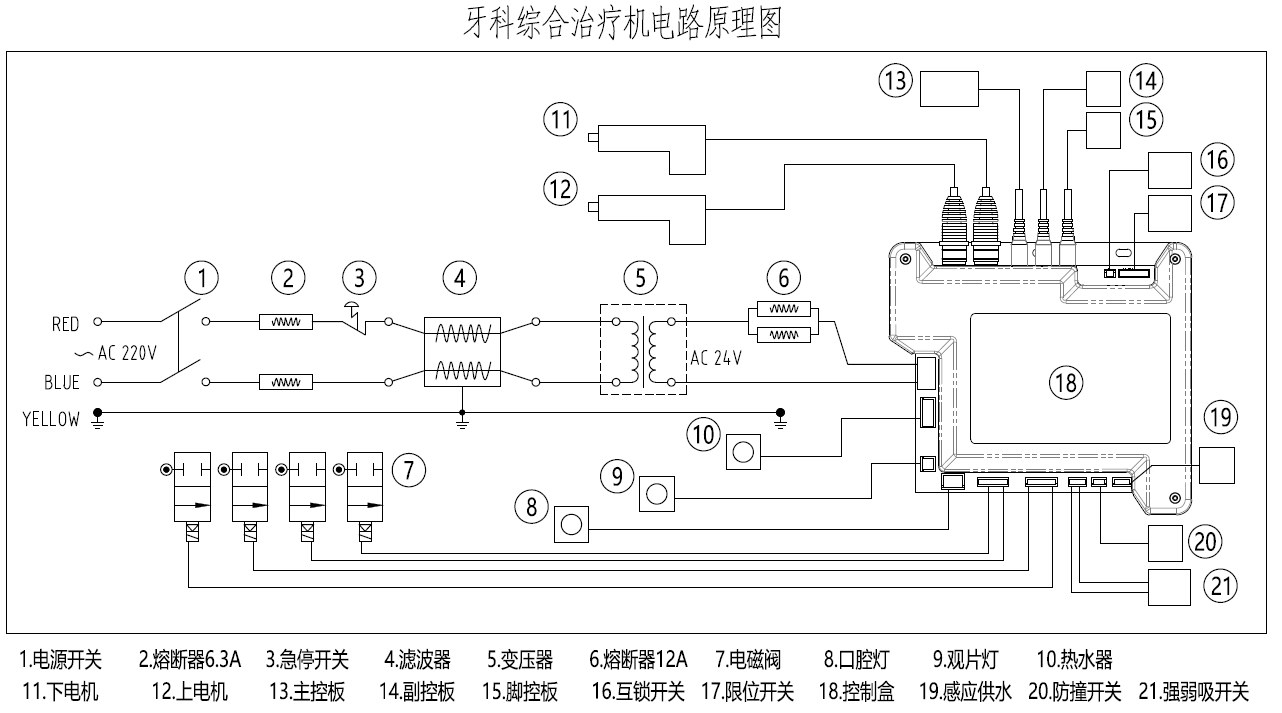 牙科综合治疗机电路原理图
13
14
11
15
16
12
17
1
2
3
4
5
6
RED
AC 220V
AC 24V
BLUE
18
YELLOW
19
10
7
9
8
20
21
1.电源开关 2.熔断器6.3A 3.急停开关 4.滤波器 5.变压器 6.熔断器12A 7.电磁阀 8.口腔灯 9.观片灯 10.热水器
11.下电机 12.上电机 13.主控板 14.副控板 15.脚控板 16.互锁开关 17.限位开关 18.控制盒 19.感应供水 20.防撞开关 21.强弱吸开关